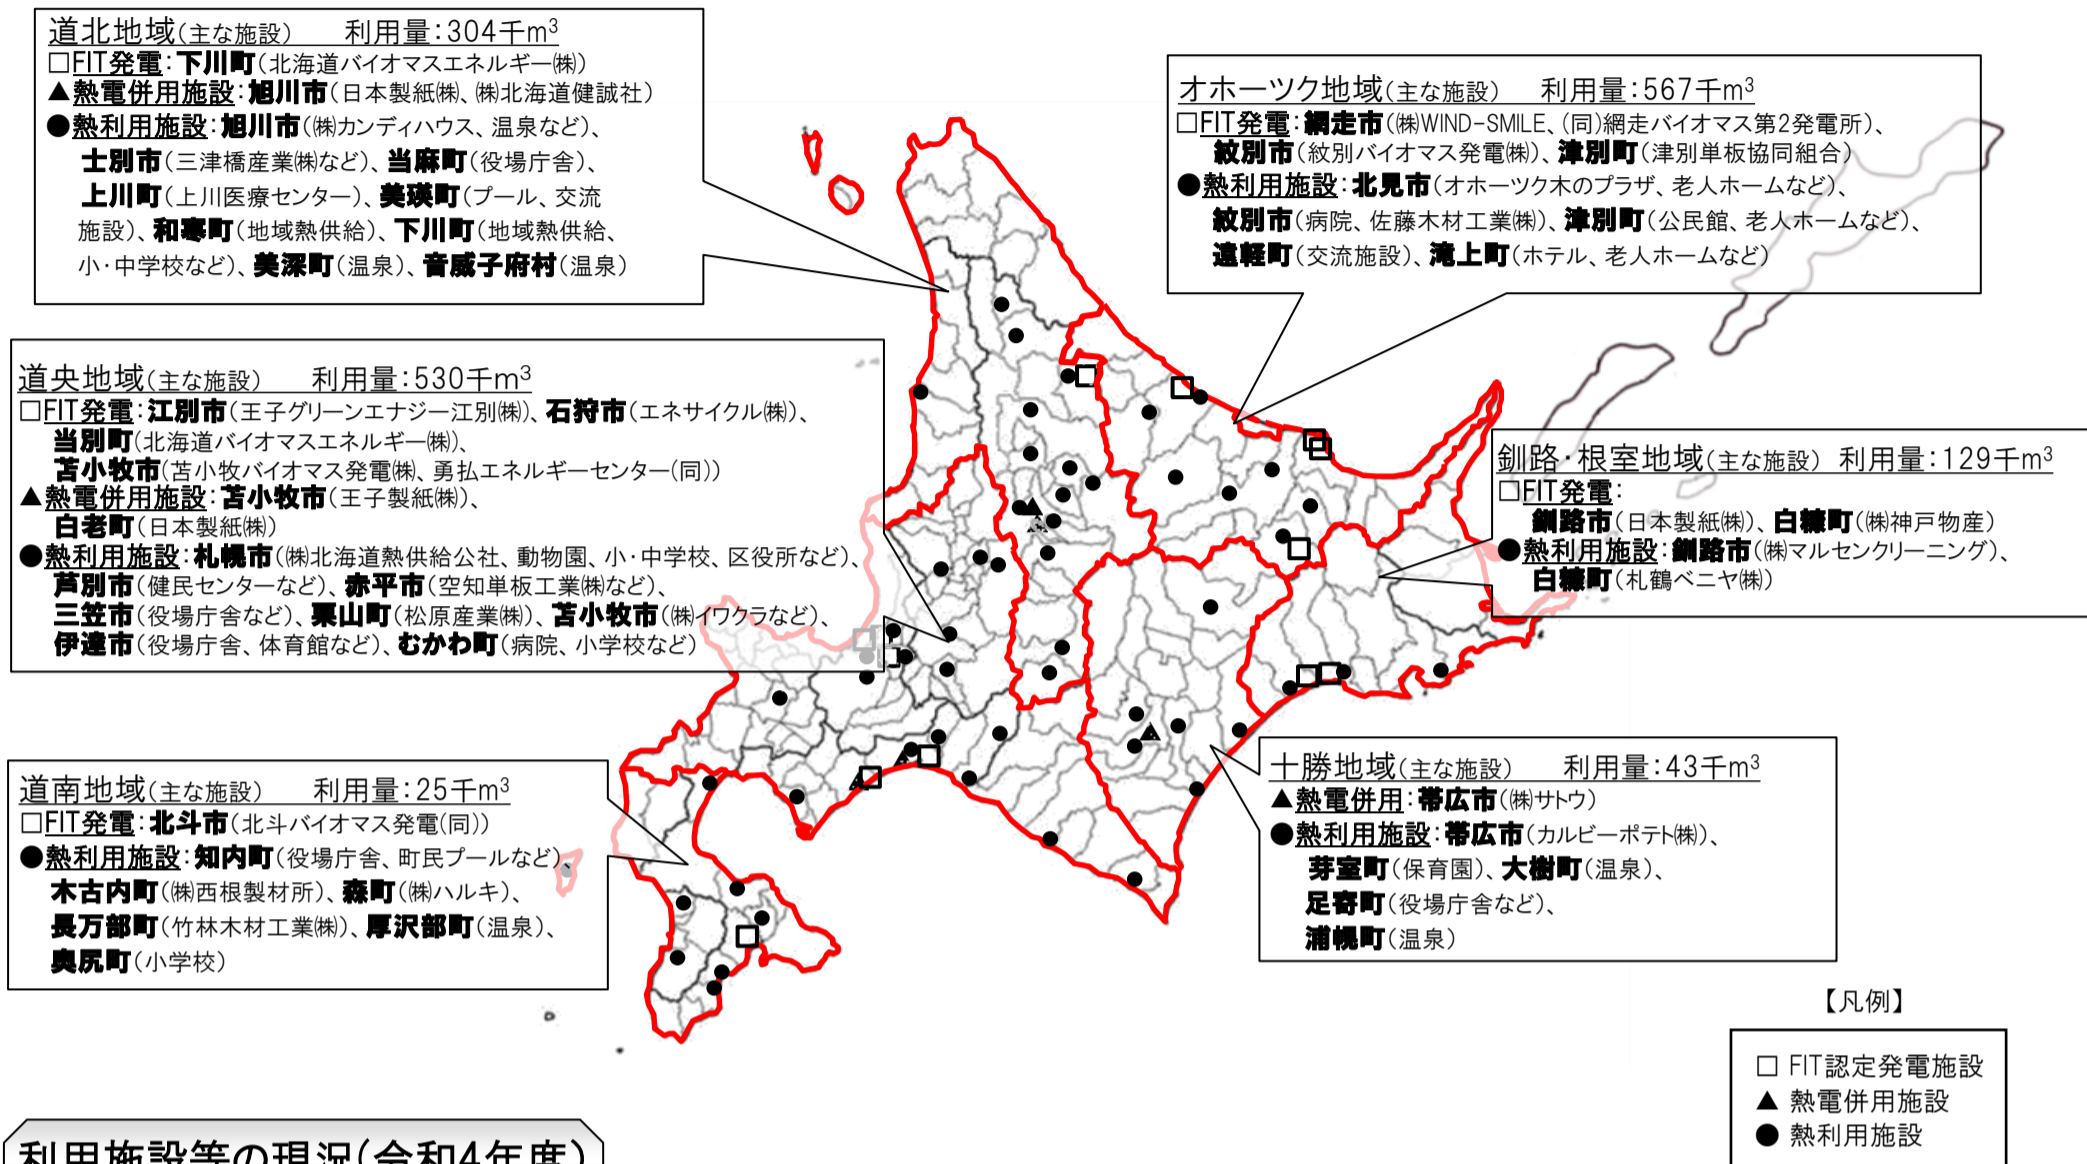 道北地域(主な施設)　利用量:304千m³
□FIT発電:下川町(北海道バイオマスエネルギー㈱)
▲熱電併用施設:旭川市(日本製紙㈱、㈱北海道健誠社)
●熱利用施設:旭川市(㈱カンディハウス、温泉など)、
士別市(三津橋産業㈱など)、当麻町(役場庁舎)、
上川町(上川医療センター)、美瑛町(プール、交流
施設)、和寒町(地域熱供給)、下川町(地域熱供給、
小・中学校など)、美深町(温泉)、音威子府村(温泉)
オホーツク地域(主な施設)　利用量:567千m³
□FIT発電:網走市(㈱WIND-SMILE、(同)網走バイオマス第2発電所)、
紋別市(紋別バイオマス発電㈱)、津別町(津別単板協同組合)
●熱利用施設:北見市(オホーツク木のプラザ、老人ホームなど)、
紋別市(病院、佐藤木材工業㈱)、津別町(公民館、老人ホームなど)、
遠軽町(交流施設)、滝上町(ホテル、老人ホームなど)
道央地域(主な施設)　利用量:530千m³
□FIT発電:江別市(王子グリーンエナジー江別㈱)、石狩市(エネサイクル㈱)、
当別町(北海道バイオマスエネルギー㈱)、
苫小牧市(苫小牧バイオマス発電㈱、勇払エネルギーセンター(同))
▲熱電併用施設:苫小牧市(王子製紙㈱)、
白老町(日本製紙㈱)
●熱利用施設:札幌市(㈱北海道熱供給公社、動物園、小・中学校、区役所など)、
芦別市(健民センターなど)、赤平市(空知単板工業㈱など)、
三笠市(役場庁舎など)、栗山町(松原産業㈱)、苫小牧市(㈱イワクラなど)、
伊達市(役場庁舎、体育館など)、むかわ町(病院、小学校など)
釧路・根室地域(主な施設)　利用量:129千m³
□FIT発電:
釧路市(日本製紙㈱)、白糠町(㈱神戸物産)
●熱利用施設:釧路市(㈱マルセンクリーニング)、
白糠町(札鶴ベニヤ㈱)
道南地域(主な施設)　利用量:25千m³
□FIT発電:北斗市(北斗バイオマス発電(同))
●熱利用施設:知内町(役場庁舎、町民プールなど)、
木古内町(㈱西根製材所)、森町(㈱ハルキ)、
長万部町(竹林木材工業㈱)、厚沢部町(温泉)、
奥尻町(小学校)
十勝地域(主な施設)　利用量:43千m³
▲熱電併用:帯広市(㈱サトウ)
●熱利用施設:帯広市(カルビーポテト㈱)、
芽室町(保育園)、大樹町(温泉)、
足寄町(役場庁舎など)、
浦幌町(温泉)
【凡例】
□ FIT認定発電施設
▲ 熱電併用施設
● 熱利用施設
利用施設等の現況(令和4年度)